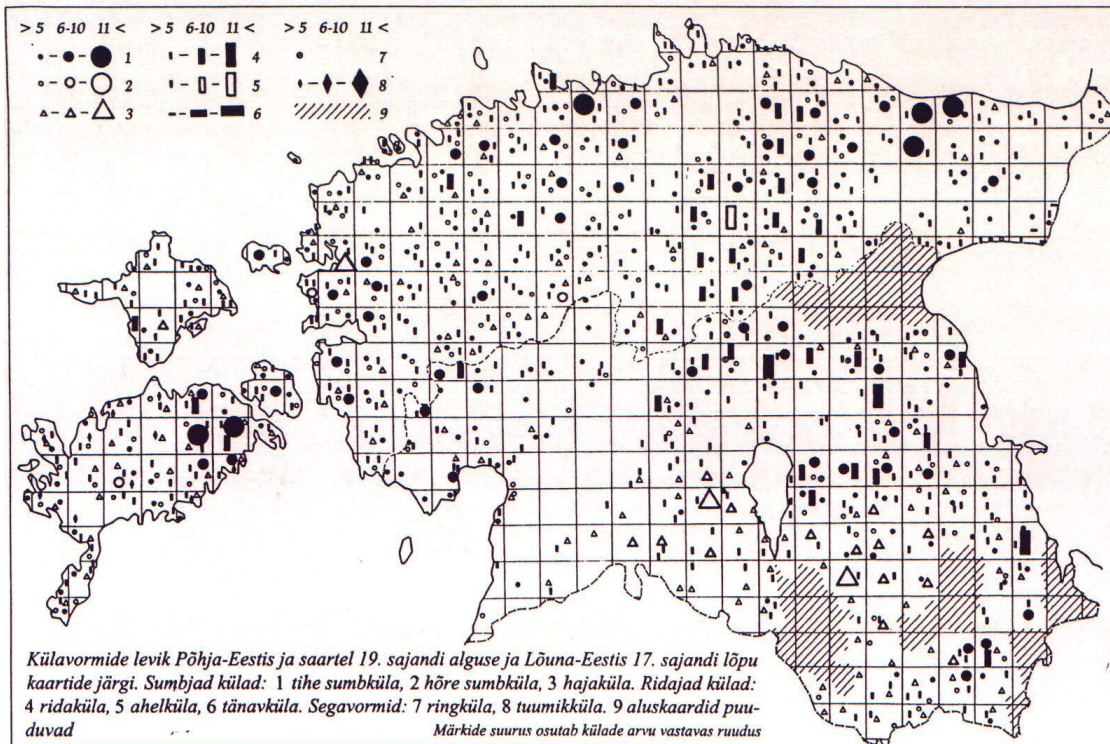 > 5 6-10 11 < > 5 6-10 11 < > 5 6-10 11 <
1 4 7
2 5 8
3 6 9
Külavormide levik Põhja-Eestis ja saartel 19. sajandi alguse ja Lõuna-Eestis 17. sajandi lõpu
kaartide järgi. Sumbjad külad: 1 tihe sumbküla, 2 hõre sumbküla, 3 hajaküla. Ridajad külad:
4 ridaküla, 5 ahelküla, 6 tänavküla. Segavormid: 7 ringküla, 8 tuumikküla. 9 aluskaardid puu-
duvad Märkide suurus osutab külade arvu vastavas ruudus